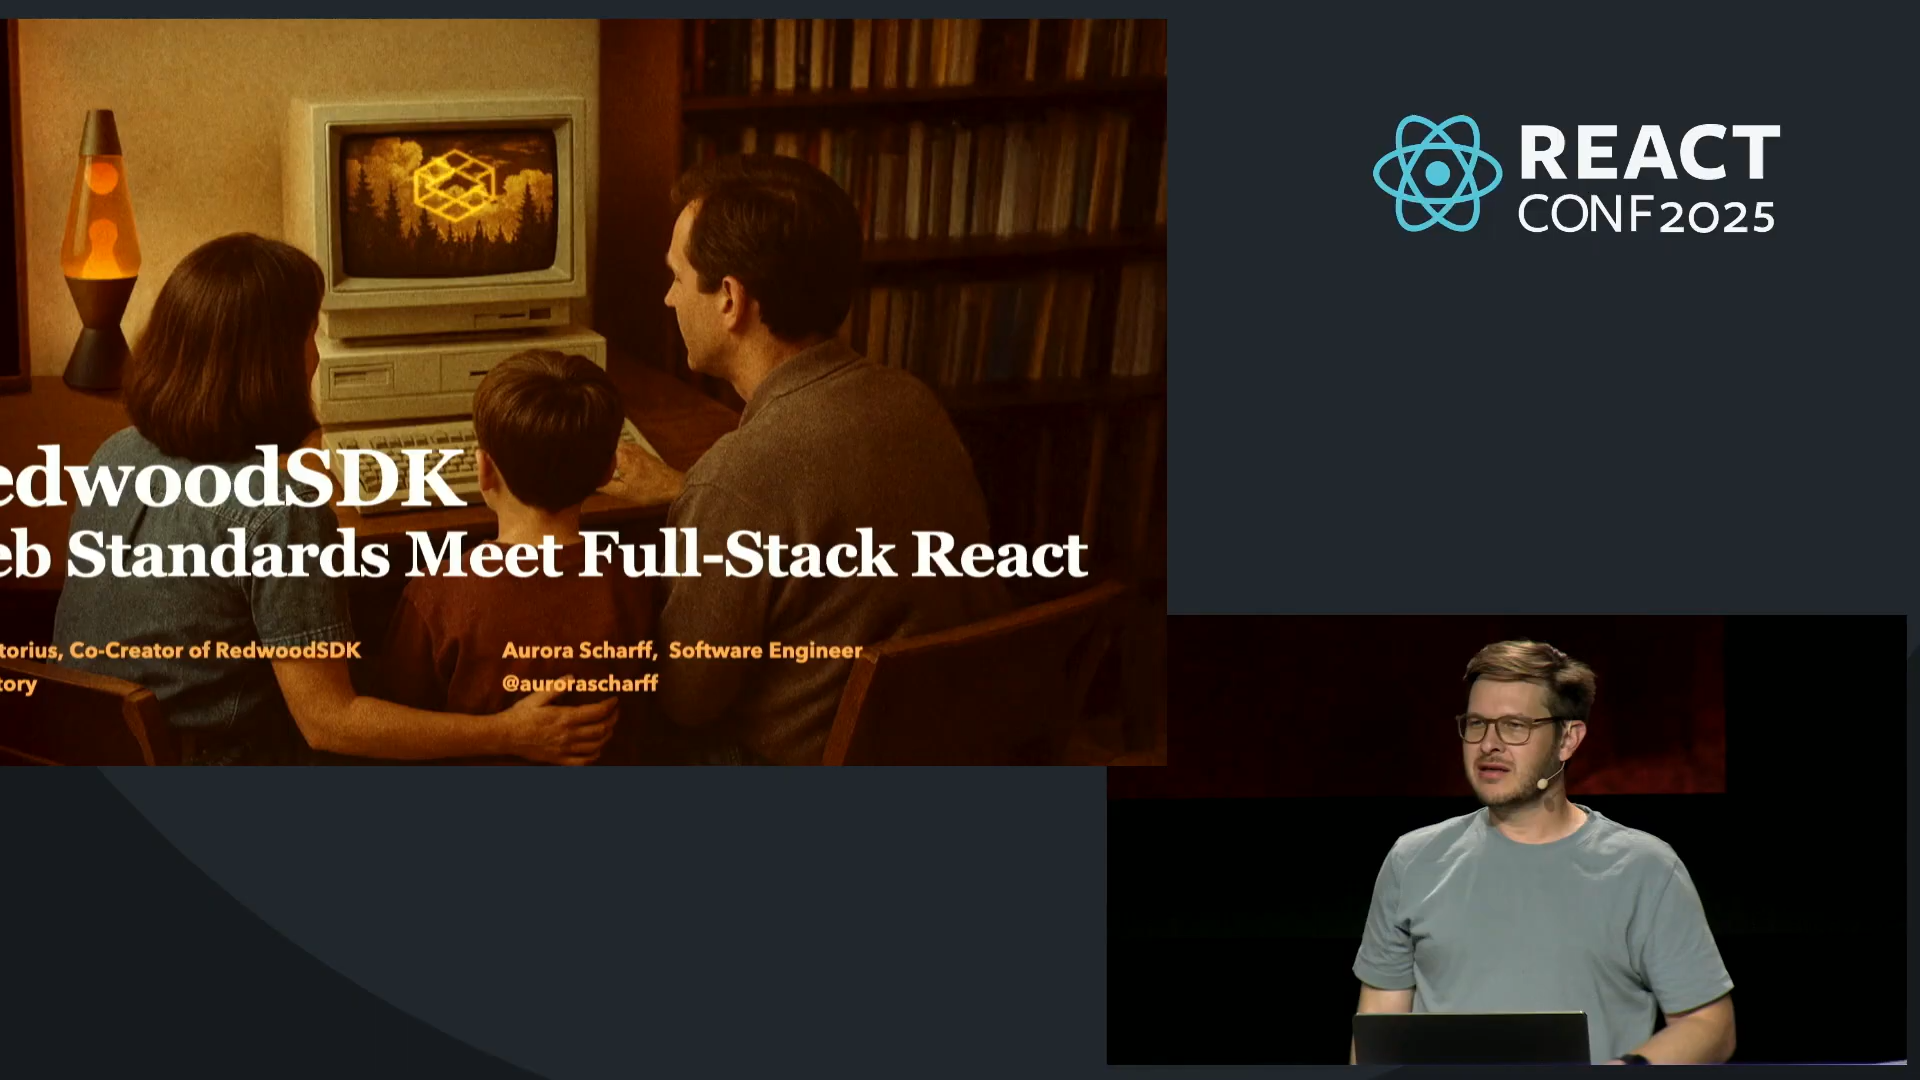 edwoodSDK
eb Standards Meet Full-Stack React
torius, Co-Creator of RedwoodSDK
tory
Aurora Scharff, Software Engineer
@aurorascharff
REACT
CONF2025